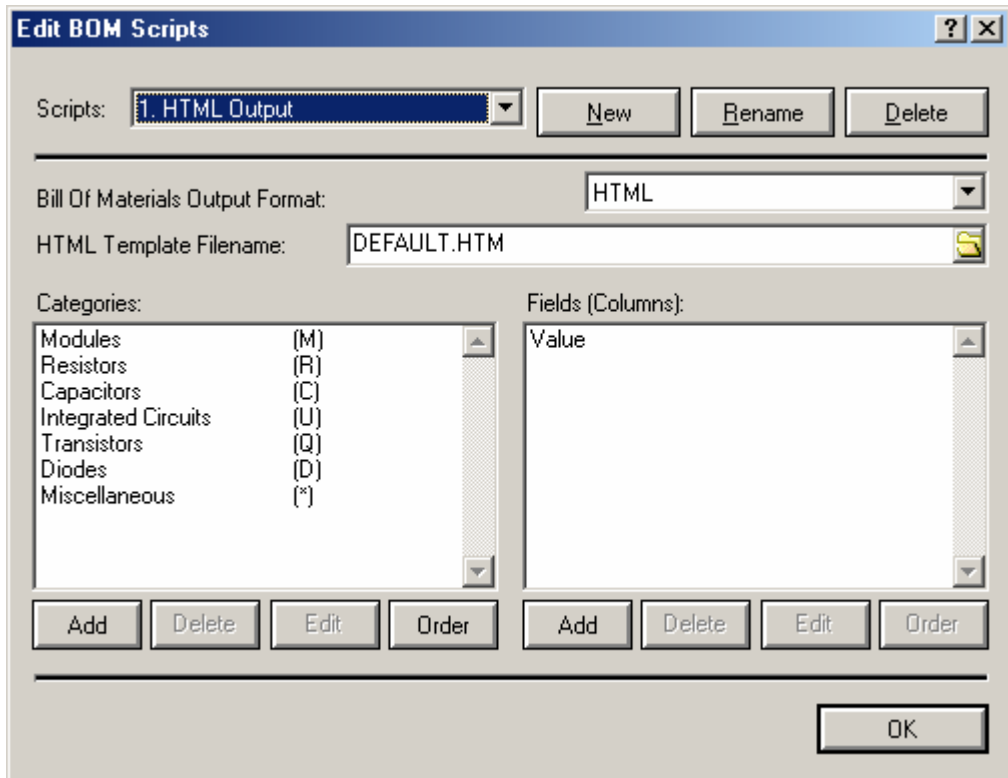 Edit BOM Scripts
Scripts: 1. HTML Output New Rename Delete
Bill Of Materials Output Format: HTML
HTML Template Filename: DEFAULT.HTM
Categories:
Modules (M)
Resistors (R)
Capacitors (C)
Integrated Circuits (U)
Transistors (Q)
Diodes (D)
Miscellaneous (*)
Add Delete Edit Order
Fields (Columns):
Value
Add Delete Edit Order
OK